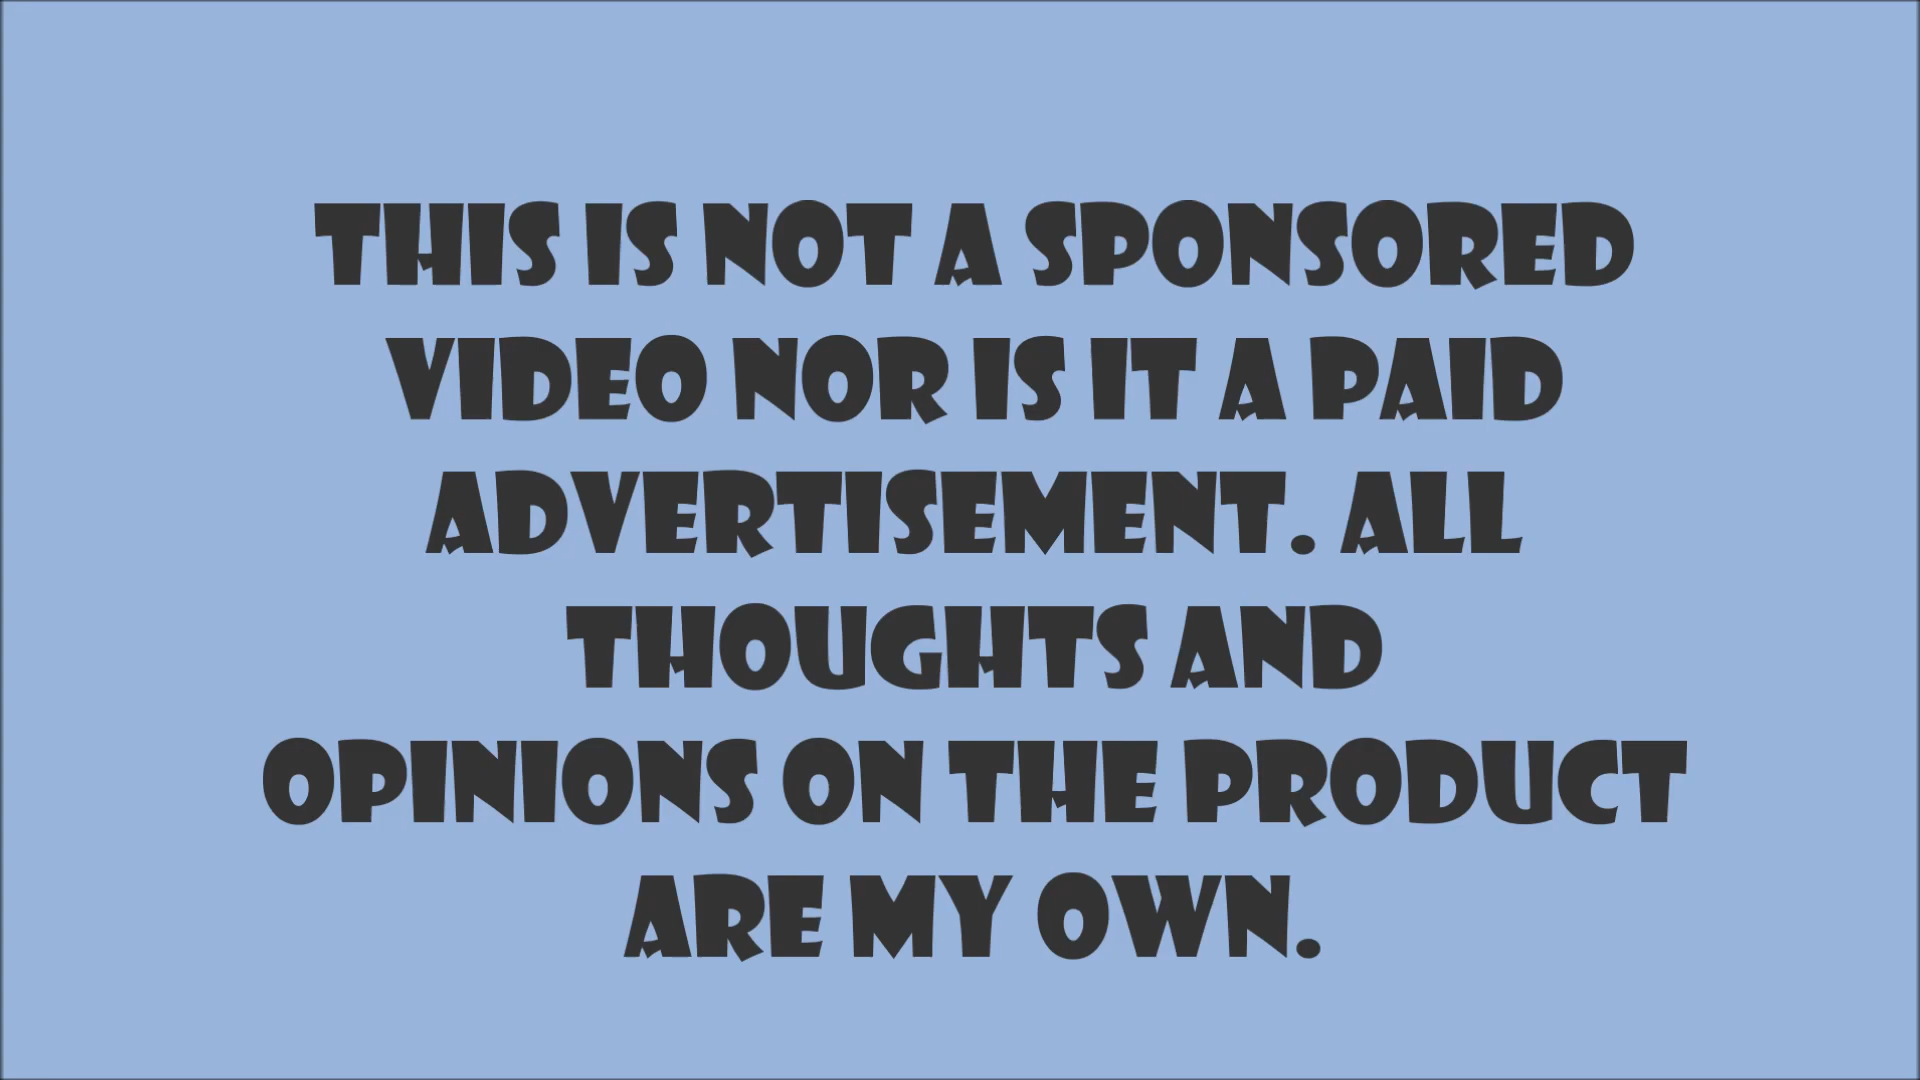 THIS IS NOT A SPONSORED
VIDEO NOR IS IT A PAID
ADVERTISEMENT. ALL
THOUGHTS AND
OPINIONS ON THE PRODUCT
ARE MY OWN.